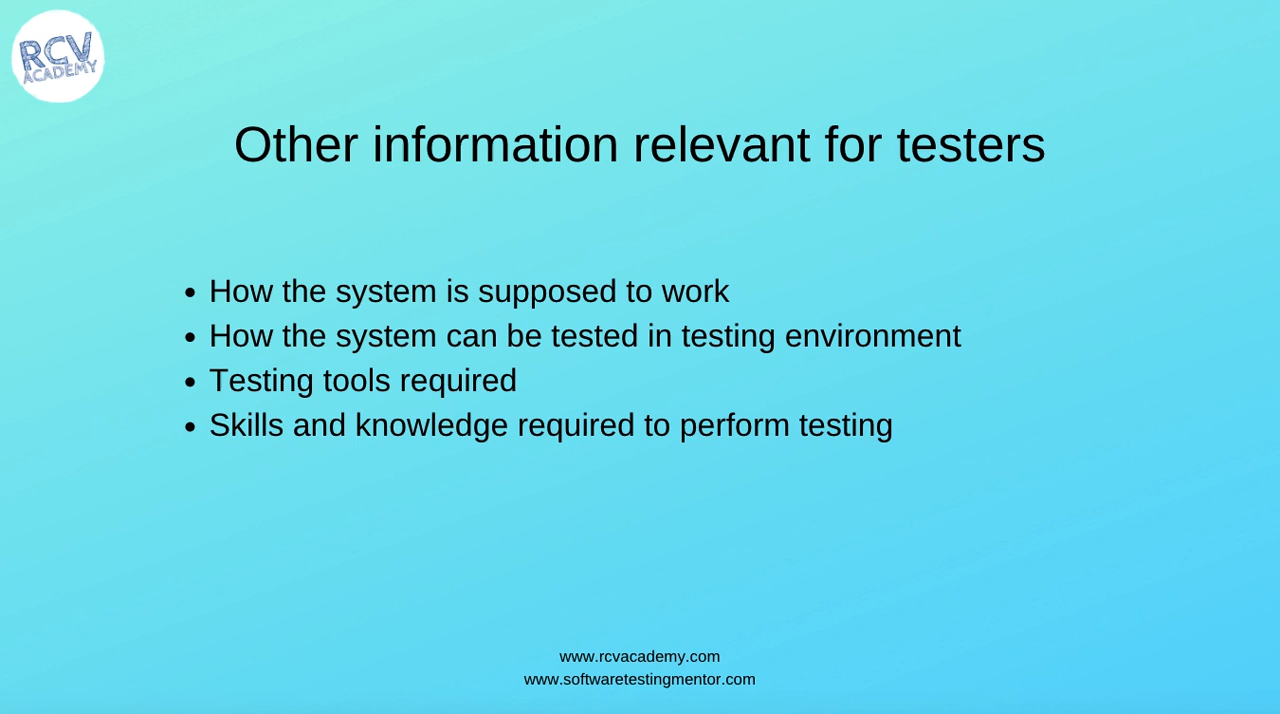 RCV
ACADEMY
Other information relevant for testers
• How the system is supposed to work
• How the system can be tested in testing environment
• Testing tools required
• Skills and knowledge required to perform testing
www.rcvacademy.com
www.softwaretestingmentor.com